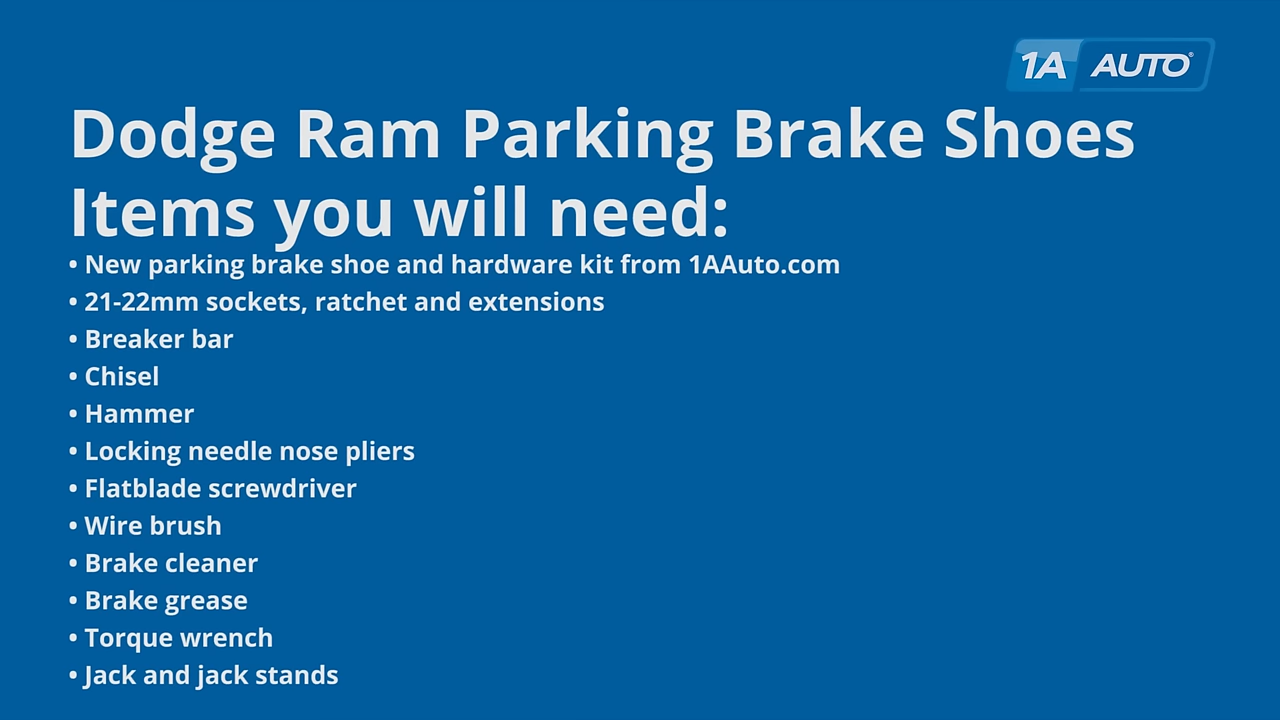 1A AUTO®
Dodge Ram Parking Brake Shoes
Items you will need:
• New parking brake shoe and hardware kit from 1AAuto.com
• 21-22mm sockets, ratchet and extensions
• Breaker bar
• Chisel
• Hammer
• Locking needle nose pliers
• Flatblade screwdriver
• Wire brush
• Brake cleaner
• Brake grease
• Torque wrench
• Jack and jack stands